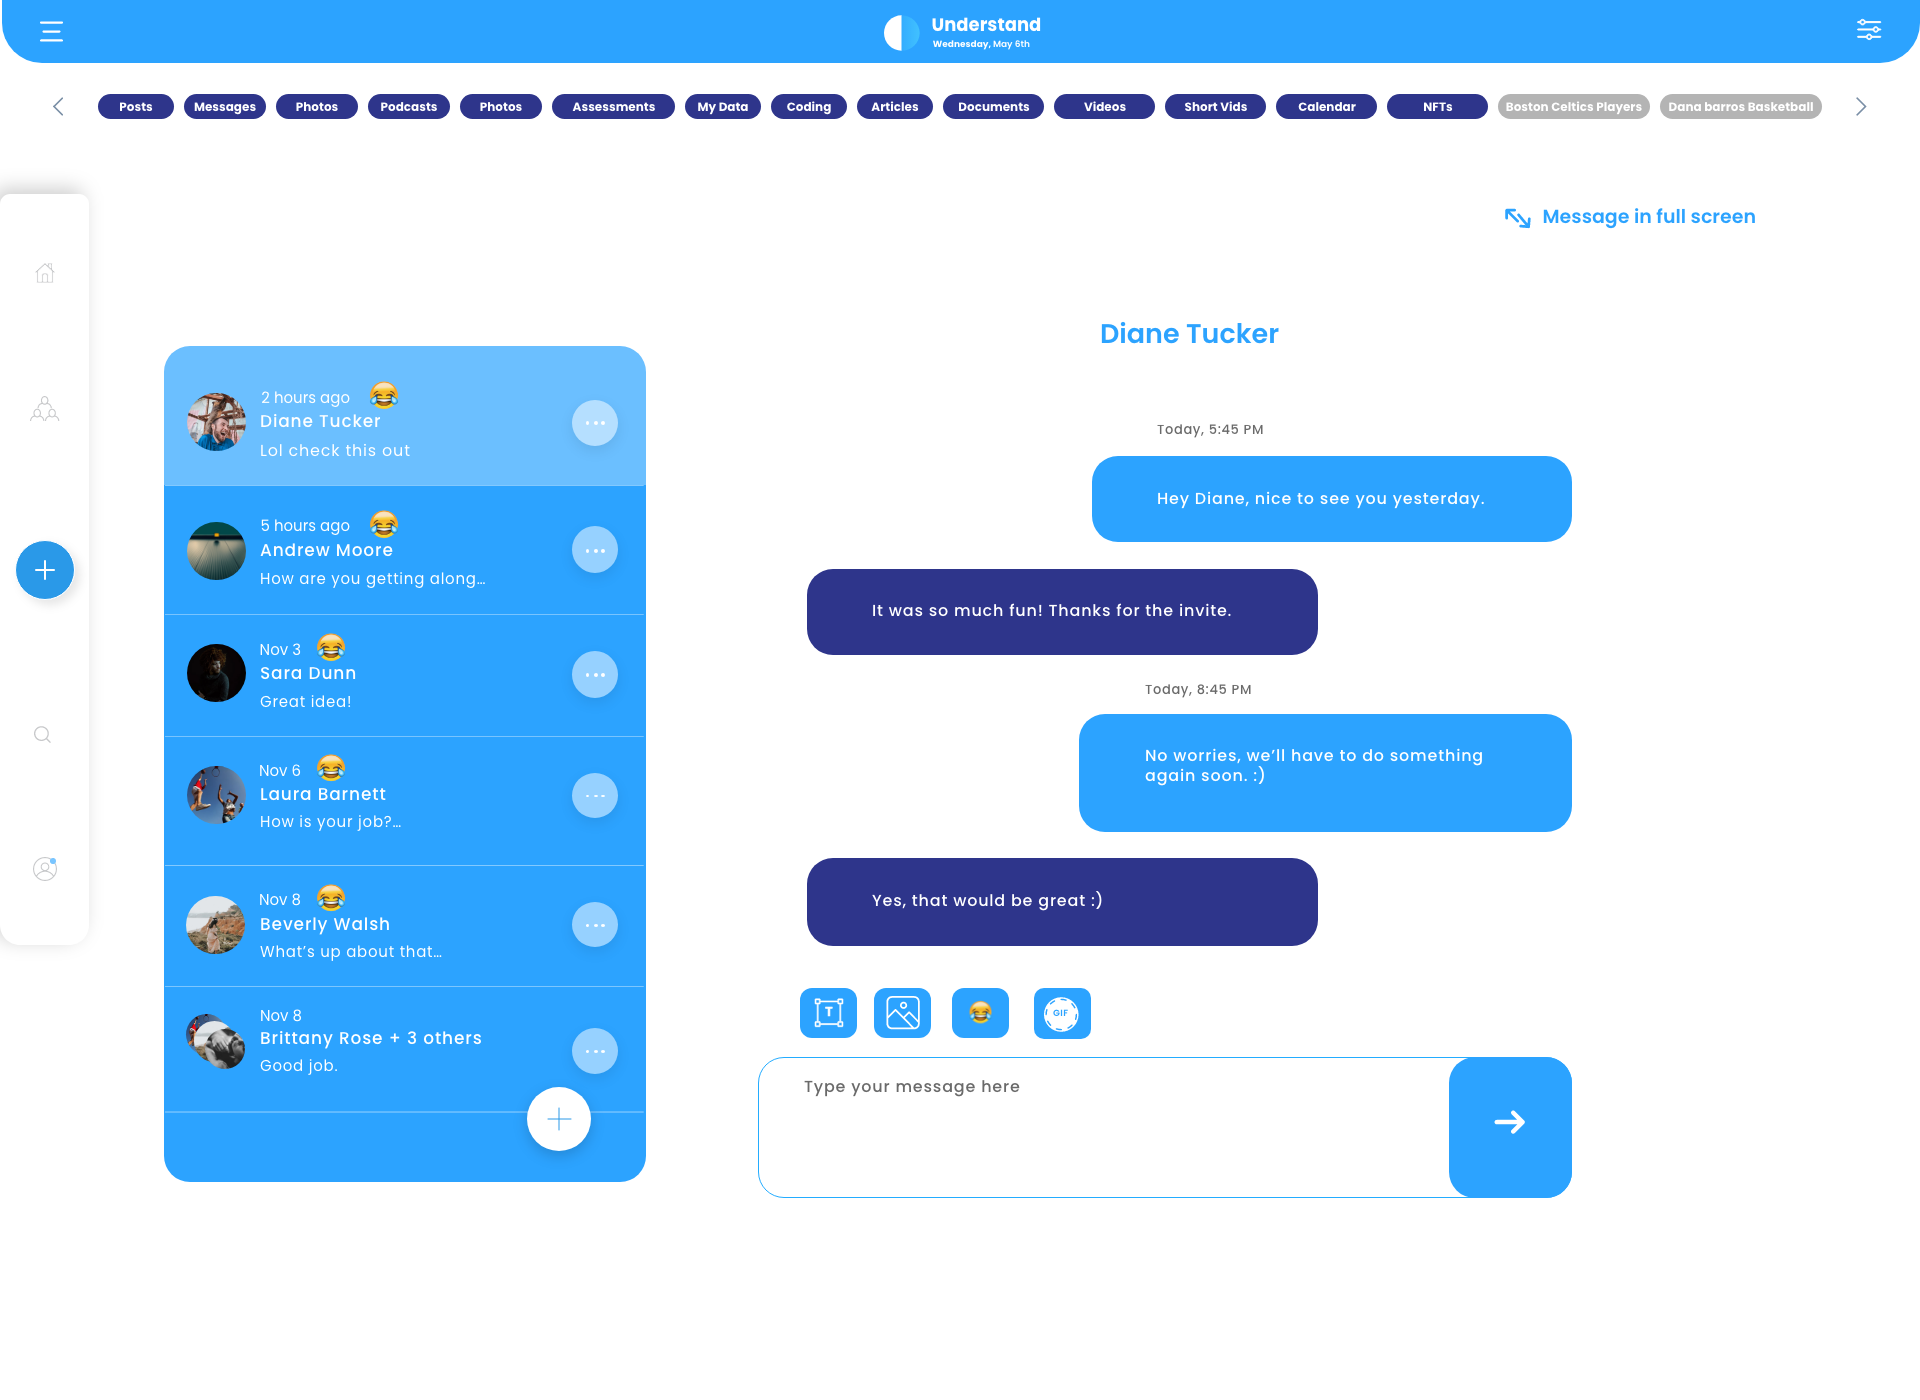 Understand
Wednesday, May 6th
Posts
Messages
Photos
Podcasts
Photos
Assessments
My Data
Coding
Articles
Documents
Videos
Short Vids
Calendar
NFTs
Boston Celtics Players
Dana barros Basketball
Message in full screen
2 hours ago
Diane Tucker
Lol check this out
5 hours ago
Andrew Moore
How are you getting along...
Nov 3
Sara Dunn
Great idea!
Nov 6
Laura Barnett
How is your job?...
Nov 8
Beverly Walsh
What’s up about that...
Nov 8
Brittany Rose + 3 others
Good job.
Diane Tucker
Today, 5:45 PM
Hey Diane, nice to see you yesterday.
It was so much fun! Thanks for the invite.
Today, 8:45 PM
No worries, we’ll have to do something
again soon. :)
Yes, that would be great :)
T
GIF
Type your message here